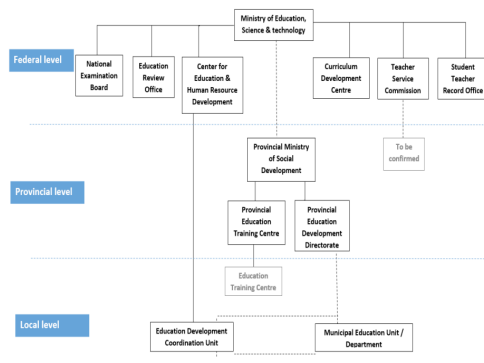 Ministry of Education,
Science & technology
Federal level
National
Examination
Board
Education
Review
Office
Center for
Education &
Human Resource
Development
Curriculum
Development
Centre
Teacher
Service
Commission
Student
Teacher
Record Office
Provincial Ministry
of Social
Development
To be
confirmed
Provincial level
Provincial
Education
Training Centre
Provincial
Education
Development
Directorate
Education
Training Centre
Local level
Education Development
Coordination Unit
Municipal Education Unit /
Department